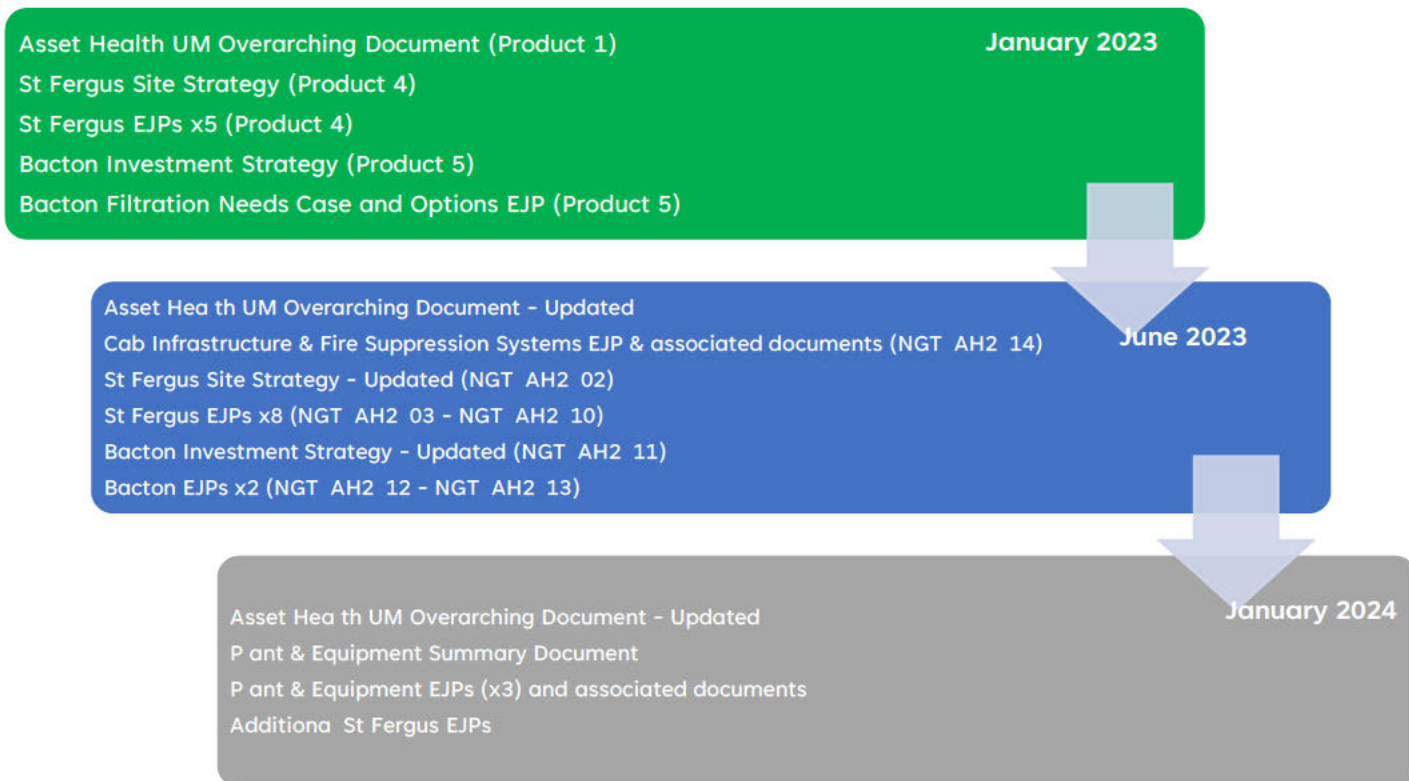 Asset Health UM Overarching Document (Product 1)
January 2023
St Fergus Site Strategy (Product 4)
St Fergus EJPs x5 (Product 4)
Bacton Investment Strategy (Product 5)
Bacton Filtration Needs Case and Options EJP (Product 5)
Asset Hea th UM Overarching Document - Updated
Cab Infrastructure & Fire Suppression Systems EJP & associated documents (NGT AH2 14)
June 2023
St Fergus Site Strategy - Updated (NGT AH2 02)
St Fergus EJPs x8 (NGT AH2 03 - NGT AH2 10)
Bacton Investment Strategy - Updated (NGT AH2 11)
Bacton EJPs x2 (NGT AH2 12 - NGT AH2 13)
Asset Hea th UM Overarching Document - Updated
January 2024
P ant & Equipment Summary Document
P ant & Equipment EJPs (x3) and associated documents
Additiona St Fergus EJPs